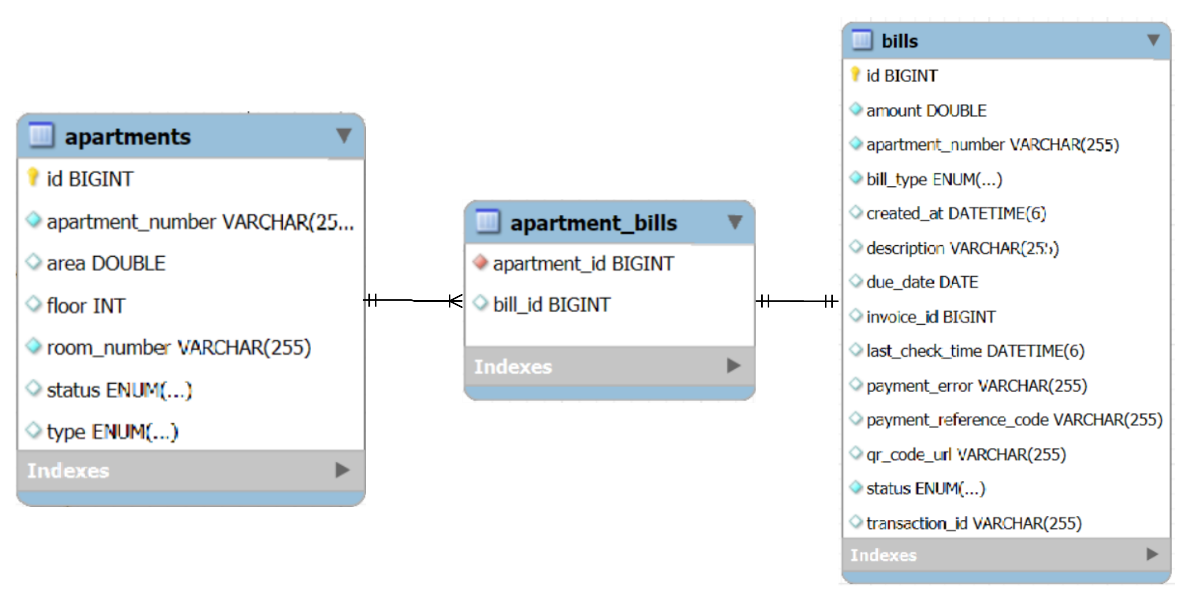 apartments
id BIGINT
apartment_number VARCHAR(25...
area DOUBLE
floor INT
room_number VARCHAR(255)
status ENUM(...)
type ENUM(...)
Indexes
apartment_bills
apartment_id BIGINT
bill_id BIGINT
Indexes
bills
id BIGINT
amount DOUBLE
apartment_number VARCHAR(255)
bill_type ENUM(...)
created_at DATETIME(6)
description VARCHAR(255)
due_date DATE
invoice_id BIGINT
last_check_time DATETIME(6)
payment_error VARCHAR(255)
payment_reference_code VARCHAR(255)
qr_code_url VARCHAR(255)
status ENUM(...)
transaction_id VARCHAR(255)
Indexes